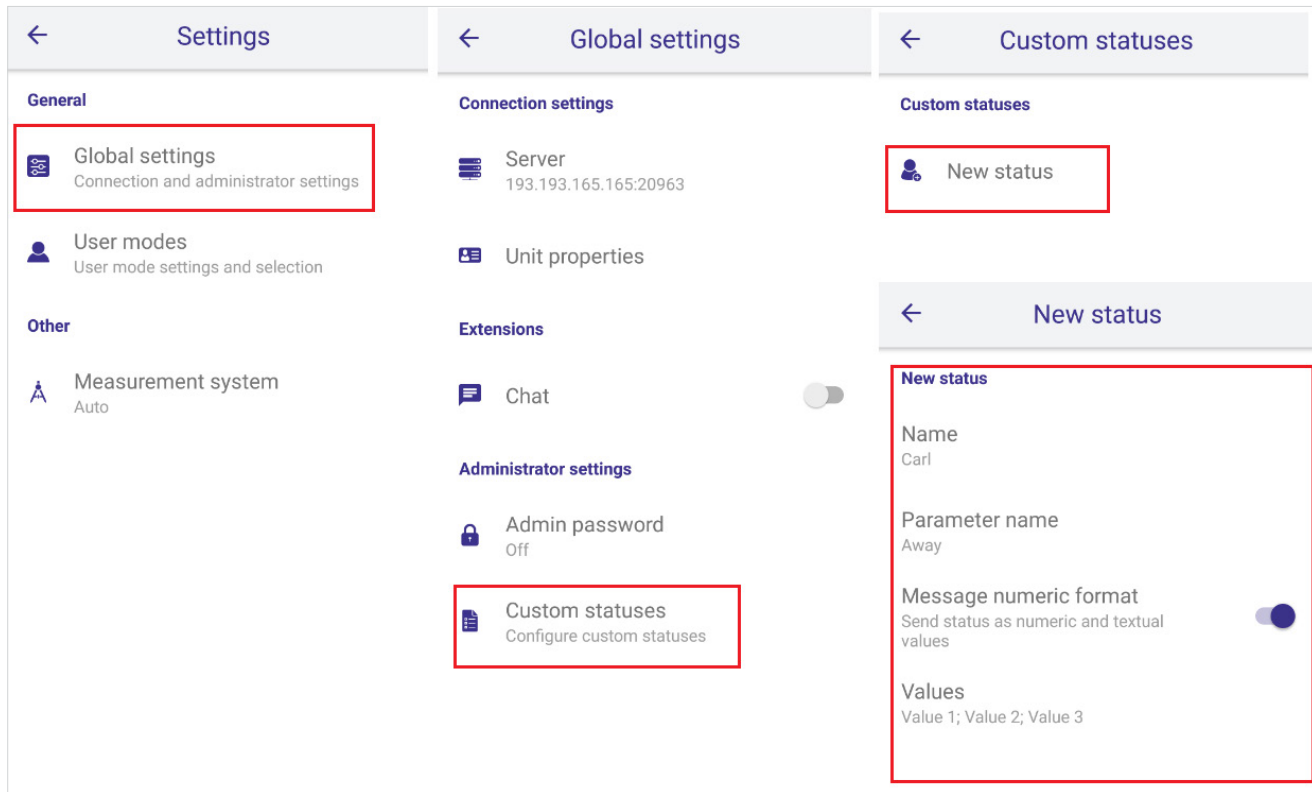 Settings
General
Global settings
Connection and administrator settings
User modes
User mode settings and selection
Other
Measurement system
Auto
Global settings
Connection settings
Server
193.193.165.165:20963
Unit properties
Extensions
Chat
Administrator settings
Admin password
Off
Custom statuses
Configure custom statuses
Custom statuses
Custom statuses
New status
New status
New status
Name
Carl
Parameter name
Away
Message numeric format
Send status as numeric and textual
values
Values
Value 1; Value 2; Value 3